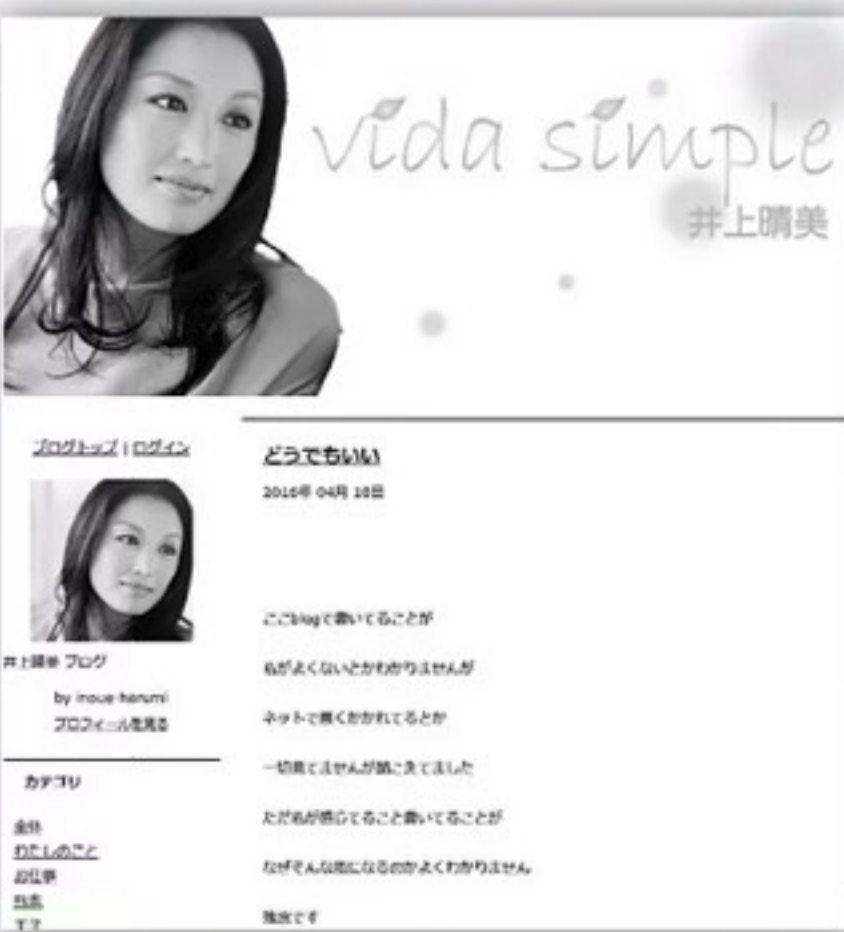 vida simple
井上晴美
ブログトップ | ログイン
どうでもいい
2016年 04月 18日
ここblogで書いてることが
私がよくないとかわかりませんが
ネットで悪くかかれてるとか
井上晴美 ブログ
一切見てませんが聞こえてました
by inoue-harumi
プロフィールを見る
ただ私が感じてること書いてることが
カテゴリ
なぜそんな風になるのかよくわかりません
全体
わたしのこと
お仕事
残念です